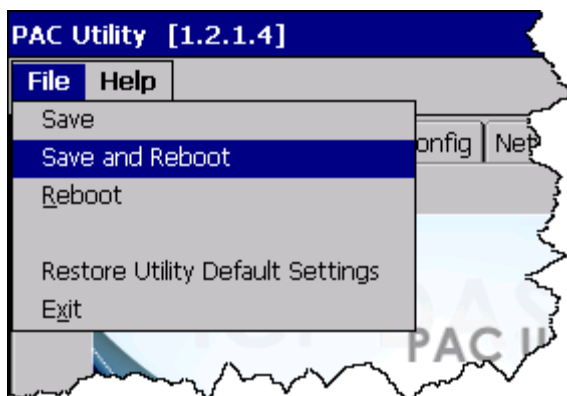 PAC Utility [1.2.1.4]
File Help
Save
Save and Reboot
Reboot
Restore Utility Default Settings
Exit
onfig Net
PAC U